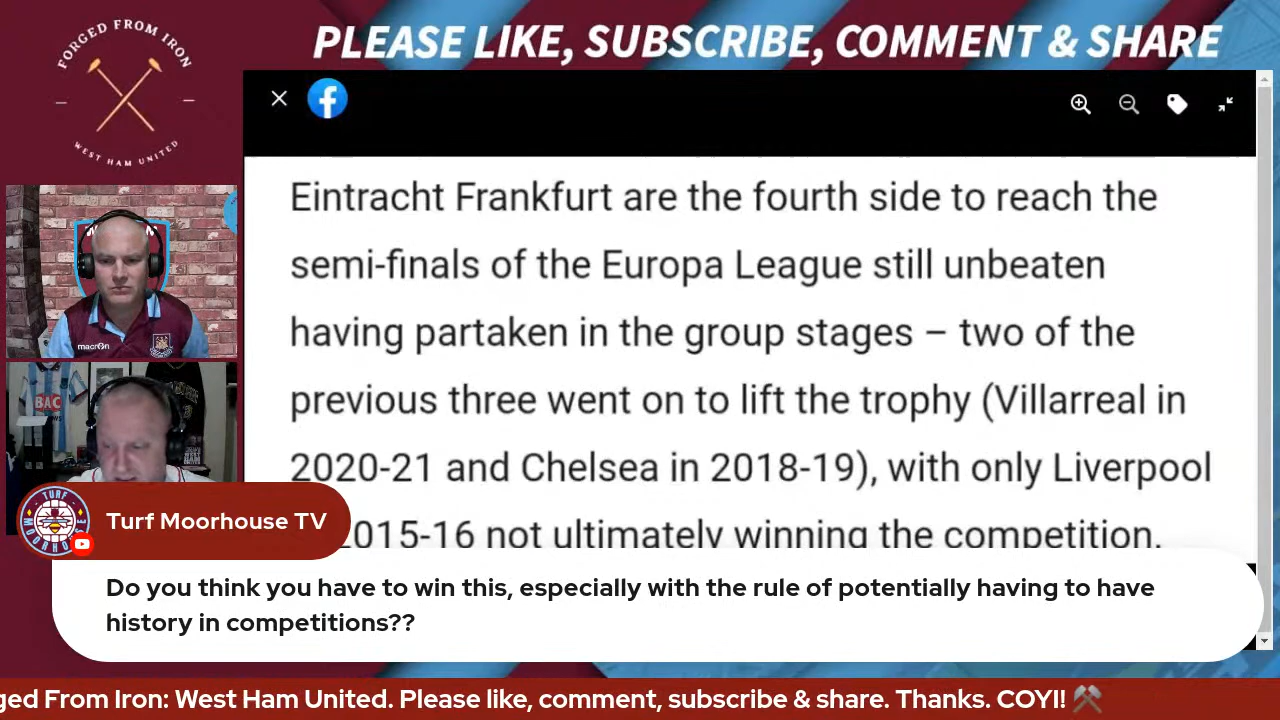 FORGED FROM IRON
WEST HAM UNITED
PLEASE LIKE, SUBSCRIBE, COMMENT & SHARE
Eintracht Frankfurt are the fourth side to reach the
semi-finals of the Europa League still unbeaten
having partaken in the group stages – two of the
previous three went on to lift the trophy (Villarreal in
2020-21 and Chelsea in 2018-19), with only Liverpool
2015-16 not ultimately winning the competition.
macron
BAC
TURF
MOORHOUSE
Turf Moorhouse TV
Do you think you have to win this, especially with the rule of potentially having to have
history in competitions??
ged From Iron: West Ham United. Please like, comment, subscribe & share. Thanks. COYI! ⚒